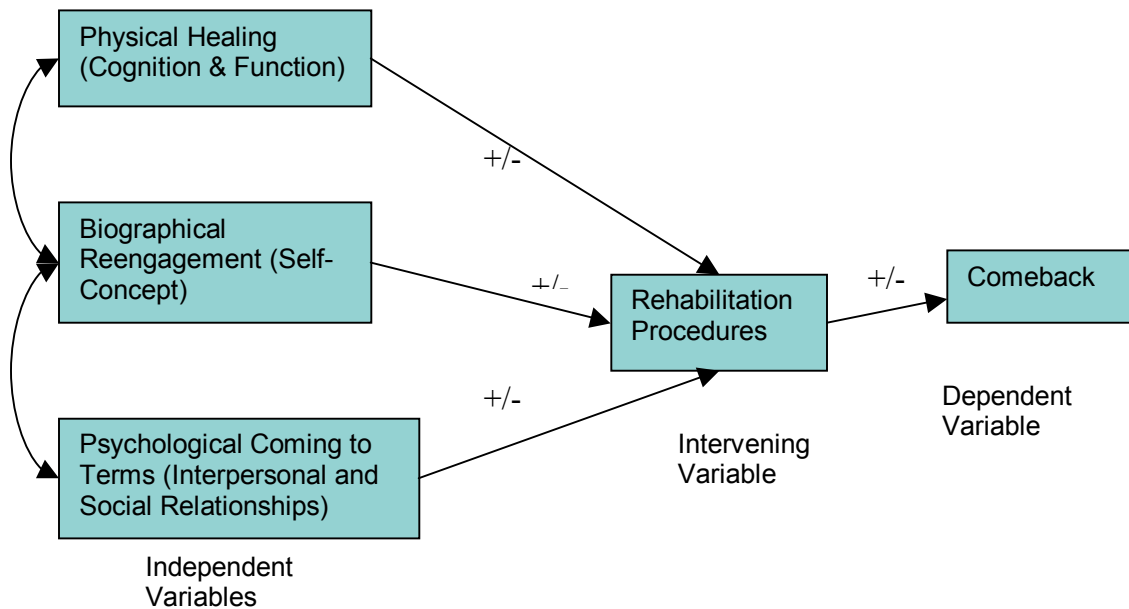 Physical Healing
(Cognition & Function)
+/-
Biographical
Reengagement (Self-
Concept)
+/-
Rehabilitation
Procedures
+/-
Comeback
+/-
Psychological Coming to
Terms (Interpersonal and
Social Relationships)
Intervening
Variable
Dependent
Variable
Independent
Variables